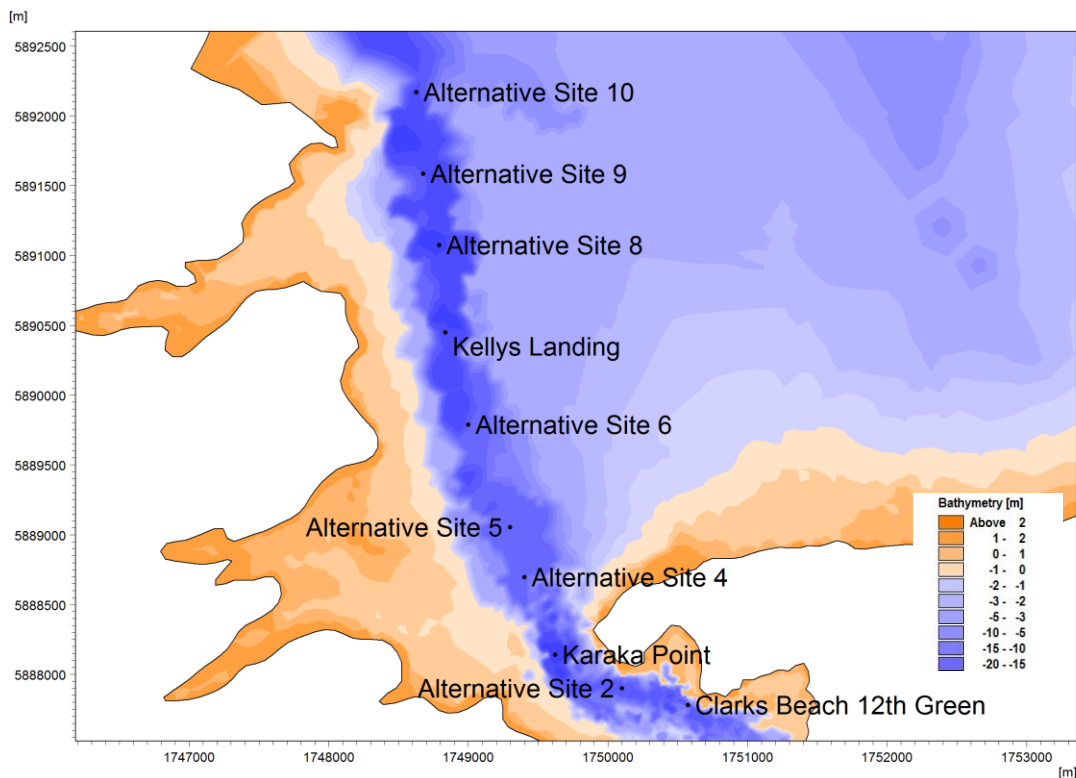 [m]
5892500
Alternative Site 10
5892000
Alternative Site 9
5891500
Alternative Site 8
5891000
5890500
Kellys Landing
5890000
Alternative Site 6
5889500
Bathymetry [m]
Above 2
1 - 2
0 - 1
-1 - 0
-2 - -1
-3 - -2
-5 - -3
-10 - -5
-15 - -10
-20 - -15
Alternative Site 5
5889000
Alternative Site 4
5888500
Karaka Point
5888000
Alternative Site 2
Clarks Beach 12th Green
1747000 1748000 1749000 1750000 1751000 1752000 1753000
[m]